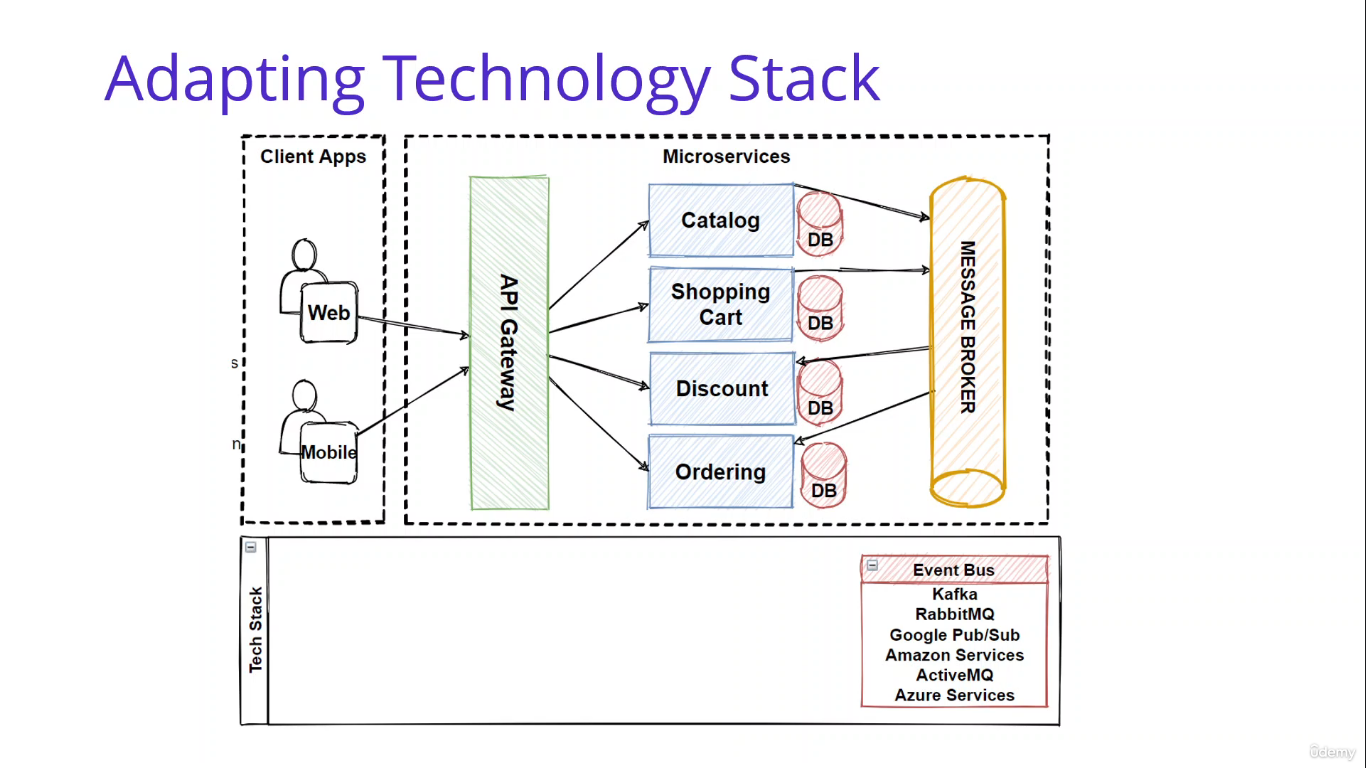 Adapting Technology Stack
Client Apps
Microservices
Web
Mobile
s
n
API Gateway
Catalog
DB
Shopping
Cart
DB
Discount
DB
Ordering
DB
MESSAGE BROKER
Tech Stack
Event Bus
Kafka
RabbitMQ
Google Pub/Sub
Amazon Services
ActiveMQ
Azure Services
ûdemy